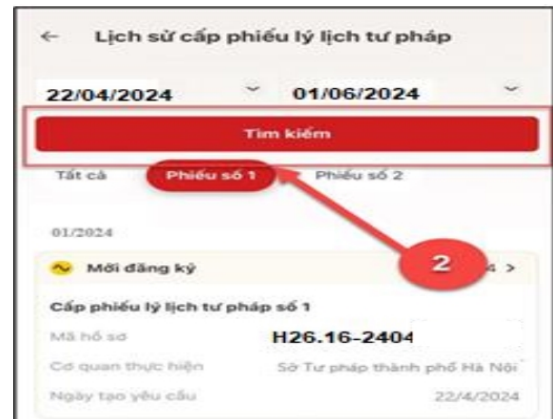 ← Lịch sử cấp phiếu lý lịch tư pháp
22/04/2024 01/06/2024
Tìm kiếm
Tất cả Phiếu số 1 Phiếu số 2
01/2024
Mới đăng ký 4 >
2
Cấp phiếu lý lịch tư pháp số 1
Mã hồ sơ H26.16-2404
Cơ quan thực hiện Sở Tư pháp thành phố Hà Nội
Ngày tạo yêu cầu 22/4/2024